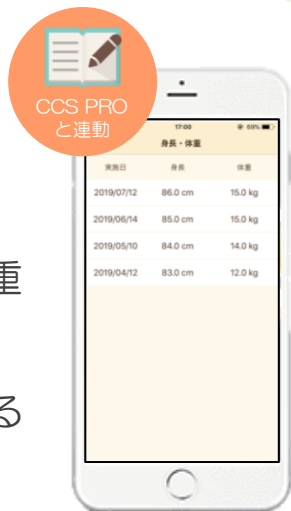 CCS PRO
と連動
17:00 69%
身長・体重
実施日 身長 体重
2019/07/12 86.0 cm 15.0 kg
2019/06/14 85.0 cm 15.0 kg
2019/05/10 84.0 cm 14.0 kg
2019/04/12 83.0 cm 12.0 kg
重
る